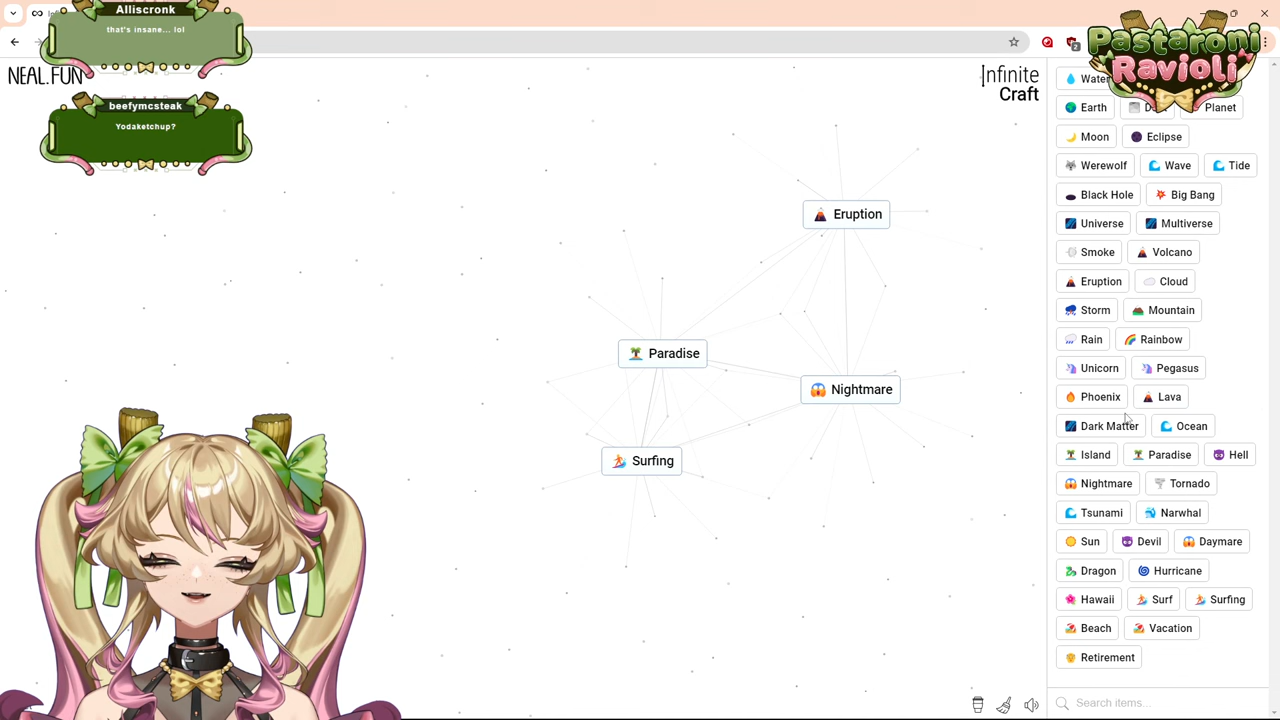 Alliscronk
that's insane... lol
NEAL.FUN
beefymcsteak
Yodaketchup?
Pastaroni
Ravioli
Infinite
Craft
Eruption
Paradise
Nightmare
Surfing
Water
Earth
Planet
Moon Eclipse
Werewolf Wave Tide
Black Hole Big Bang
Universe Multiverse
Smoke Volcano
Eruption Cloud
Storm Mountain
Rain Rainbow
Unicorn Pegasus
Phoenix Lava
Dark Matter Ocean
Island Paradise Hell
Nightmare Tornado
Tsunami Narwhal
Sun Devil Daymare
Dragon Hurricane
Hawaii Surf Surfing
Beach Vacation
Retirement
Search items...